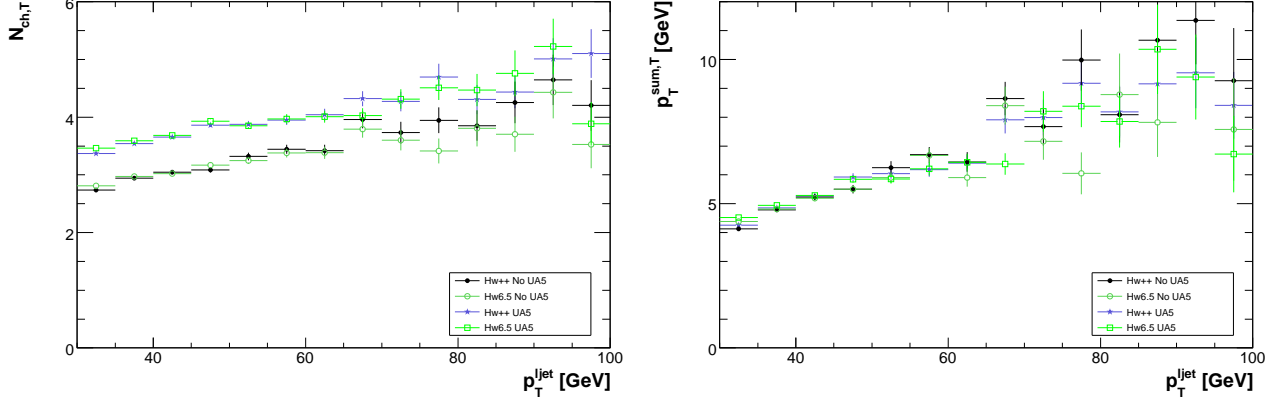 N_ch,T
6
4
2
0
40
60
80
100
p_T^ljet [GeV]
Hw++ No UA5
Hw6.5 No UA5
Hw++ UA5
Hw6.5 UA5
p_T^sum,T [GeV]
10
5
0
40
60
80
100
p_T^ljet [GeV]
Hw++ No UA5
Hw6.5 No UA5
Hw++ UA5
Hw6.5 UA5